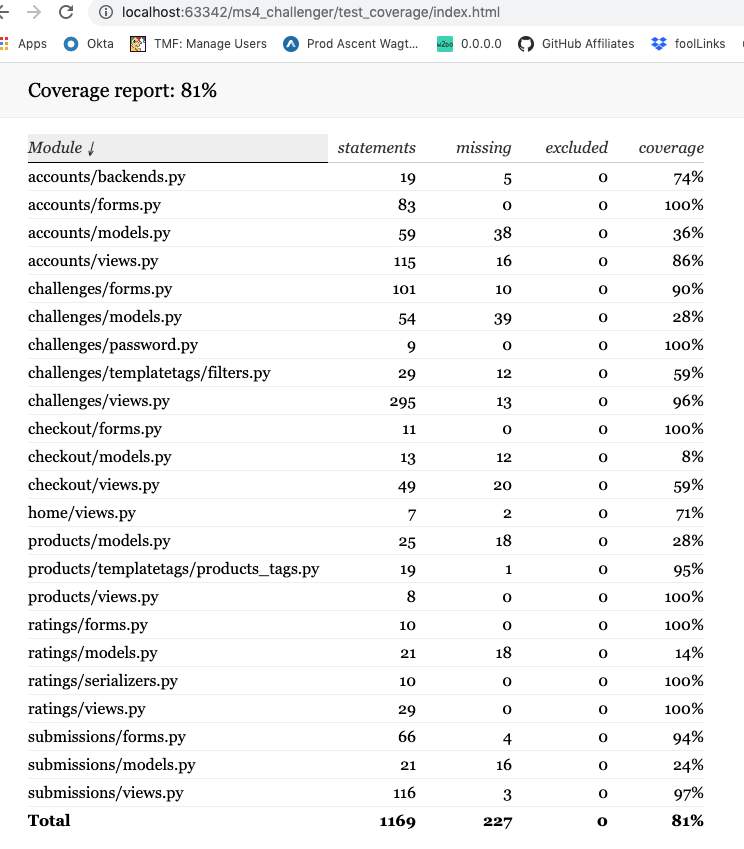 localhost:63342/ms4_challenger/test_coverage/index.html
Apps Okta TMF: Manage Users Prod Ascent Wagt... w2oo 0.0.0.0 GitHub Affiliates foolLinks
Coverage report: 81%
Module ↓ statements missing excluded coverage
accounts/backends.py 19 5 0 74%
accounts/forms.py 83 0 0 100%
accounts/models.py 59 38 0 36%
accounts/views.py 115 16 0 86%
challenges/forms.py 101 10 0 90%
challenges/models.py 54 39 0 28%
challenges/password.py 9 0 0 100%
challenges/templatetags/filters.py 29 12 0 59%
challenges/views.py 295 13 0 96%
checkout/forms.py 11 0 0 100%
checkout/models.py 13 12 0 8%
checkout/views.py 49 20 0 59%
home/views.py 7 2 0 71%
products/models.py 25 18 0 28%
products/templatetags/products_tags.py 19 1 0 95%
products/views.py 8 0 0 100%
ratings/forms.py 10 0 0 100%
ratings/models.py 21 18 0 14%
ratings/serializers.py 10 0 0 100%
ratings/views.py 29 0 0 100%
submissions/forms.py 66 4 0 94%
submissions/models.py 21 16 0 24%
submissions/views.py 116 3 0 97%
Total 1169 227 0 81%